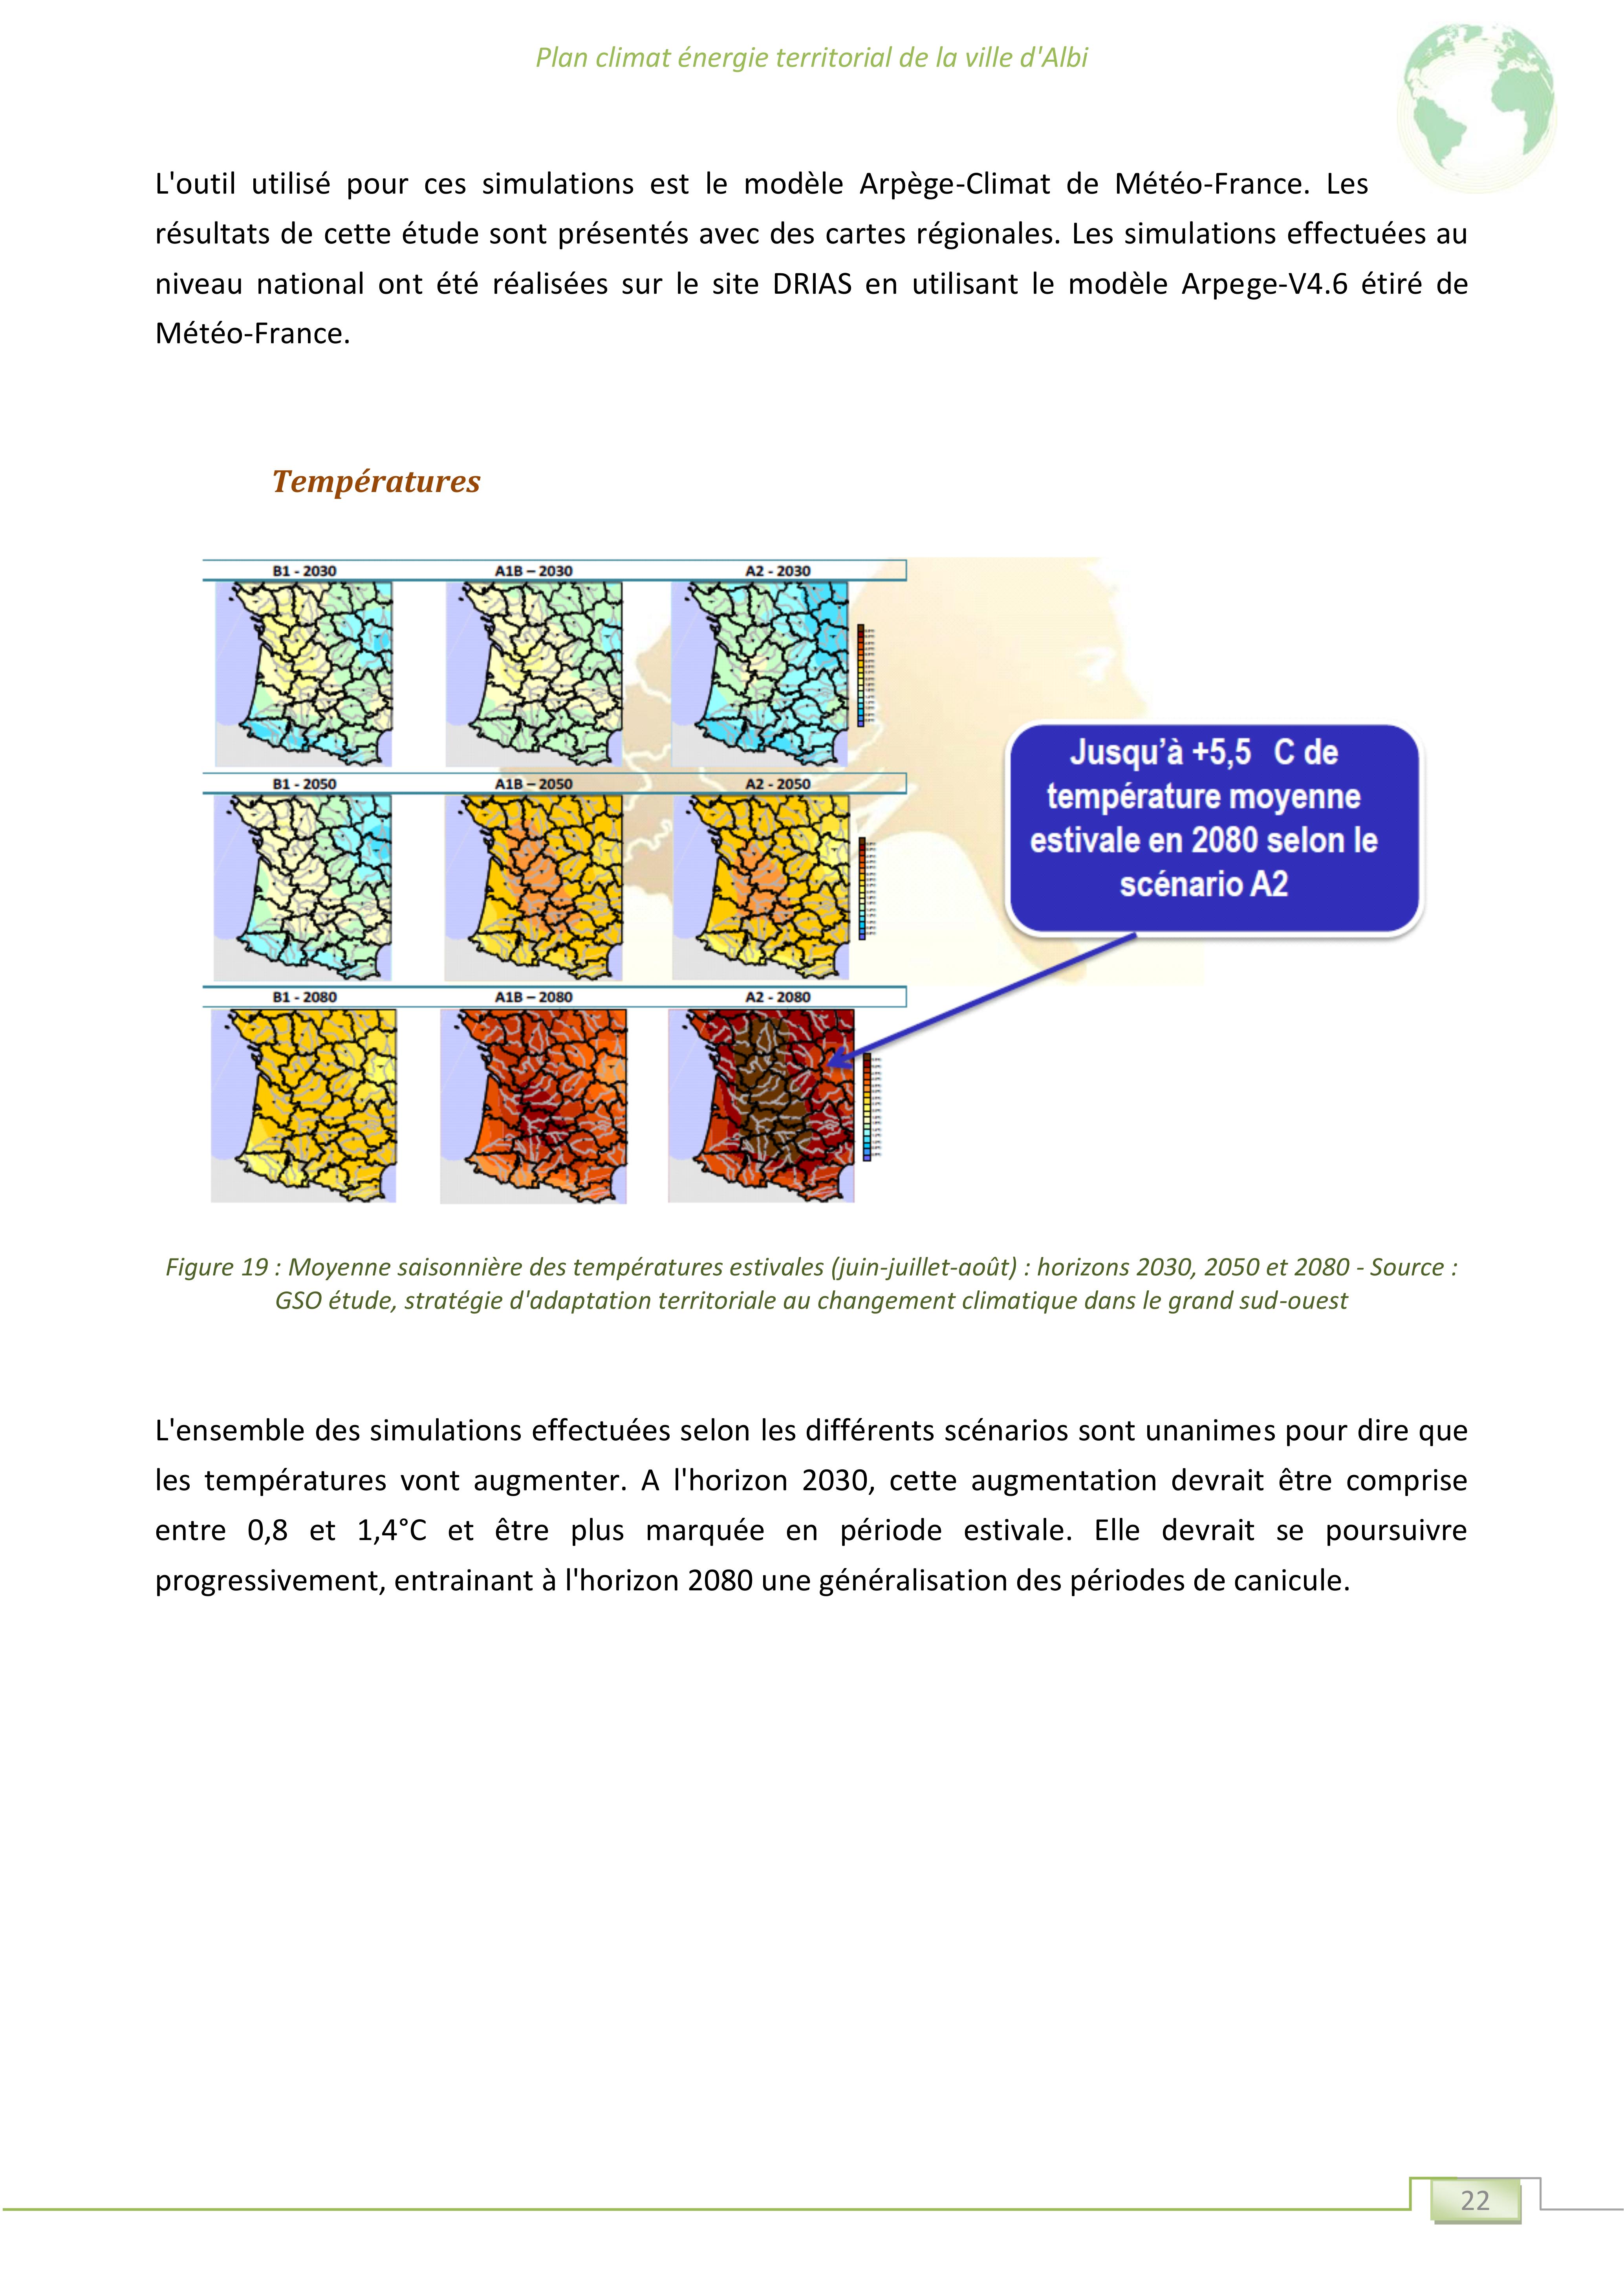 Plan climat énergie territorial de la ville d'Albi
L'outil utilisé pour ces simulations est le modèle Arpège-Climat de Météo-France. Les
résultats de cette étude sont présentés avec des cartes régionales. Les simulations effectuées au
niveau national ont été réalisées sur le site DRIAS en utilisant le modèle Arpege-V4.6 étiré de
Météo-France.
Températures
B1 - 2030 A1B – 2030 A2 - 2030
B1 - 2050 A1B – 2050 A2 - 2050
B1 - 2080 A1B – 2080 A2 - 2080
Jusqu'à +5,5 C de
température moyenne
estivale en 2080 selon le
scénario A2
Figure 19 : Moyenne saisonnière des températures estivales (juin-juillet-août) : horizons 2030, 2050 et 2080 - Source :
GSO étude, stratégie d'adaptation territoriale au changement climatique dans le grand sud-ouest
L'ensemble des simulations effectuées selon les différents scénarios sont unanimes pour dire que
les températures vont augmenter. A l'horizon 2030, cette augmentation devrait être comprise
entre 0,8 et 1,4°C et être plus marquée en période estivale. Elle devrait se poursuivre
progressivement, entrainant à l'horizon 2080 une généralisation des périodes de canicule.
22